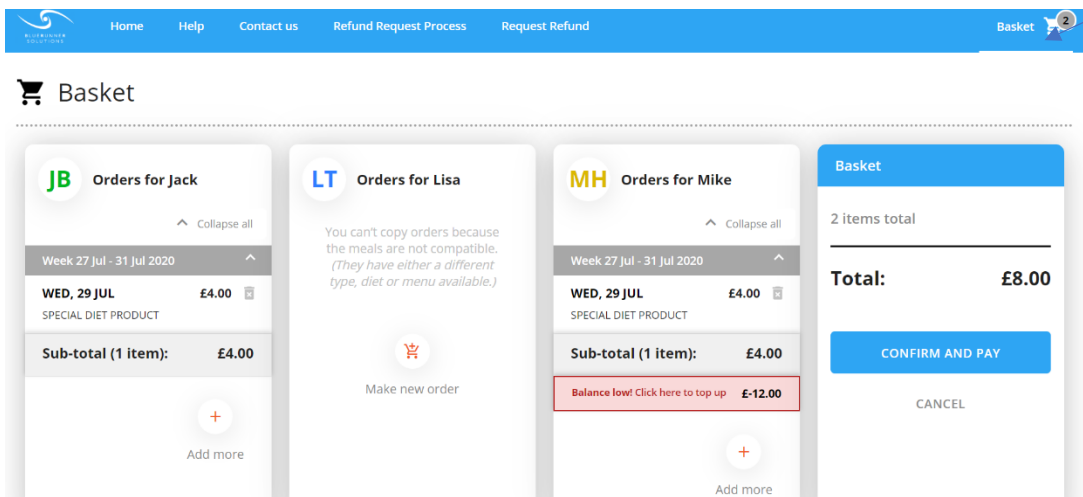 BLUERUNNER
SOLUTIONS
Home Help Contact us Refund Request Process Request Refund Basket 2
Basket
JB Orders for Jack
Collapse all
Week 27 Jul - 31 Jul 2020
WED, 29 JUL £4.00
SPECIAL DIET PRODUCT
Sub-total (1 item): £4.00
+
Add more
LT Orders for Lisa
You can't copy orders because
the meals are not compatible.
(They have either a different
type, diet or menu available.)
Make new order
MH Orders for Mike
Collapse all
Week 27 Jul - 31 Jul 2020
WED, 29 JUL £4.00
SPECIAL DIET PRODUCT
Sub-total (1 item): £4.00
Balance low! Click here to top up £-12.00
+
Add more
Basket
2 items total
Total: £8.00
CONFIRM AND PAY
CANCEL